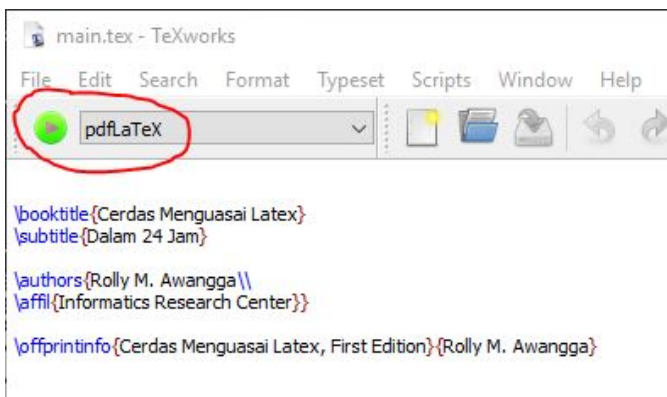 main.tex - TeXworks
File Edit Search Format Typeset Scripts Window Help
pdfLaTeX
\booktitle{Cerdas Menguasai Latex}
\subtitle{Dalam 24 Jam}
\authors{Rolly M. Awangga\\
\affil{Informatics Research Center}}
\offprintinfo{Cerdas Menguasai Latex, First Edition}{Rolly M. Awangga}